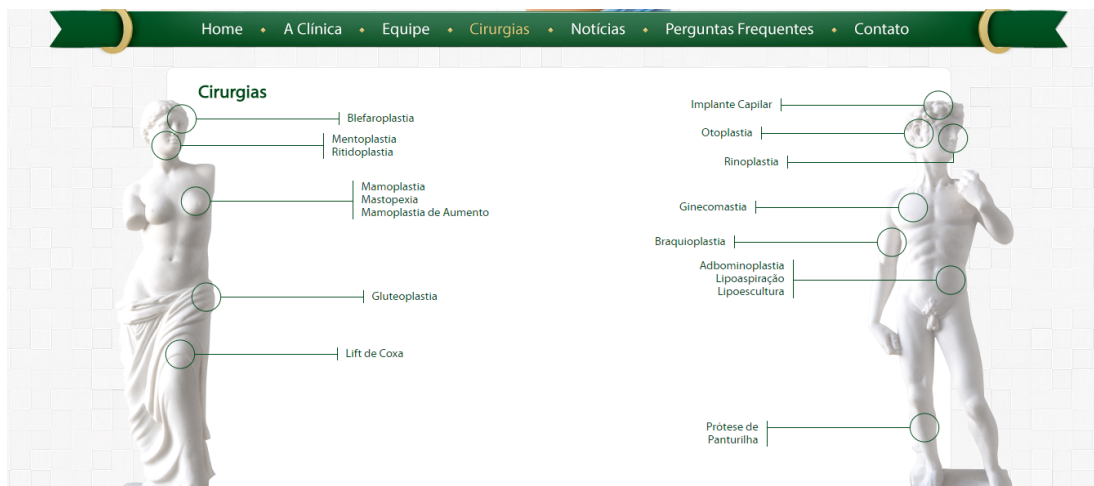 Home • A Clínica • Equipe • Cirurgias • Notícias • Perguntas Frequentes • Contato
Cirurgias
Blefaroplastia
Mentoplastia
Ritidoplastia
Mamoplastia
Mastopexia
Mamoplastia de Aumento
Gluteoplastia
Lift de Coxa
Implante Capilar
Otoplastia
Rinoplastia
Ginecomastia
Braquioplastia
Adbominoplastia
Lipoaspiração
Lipoescultura
Prótese de
Panturilha